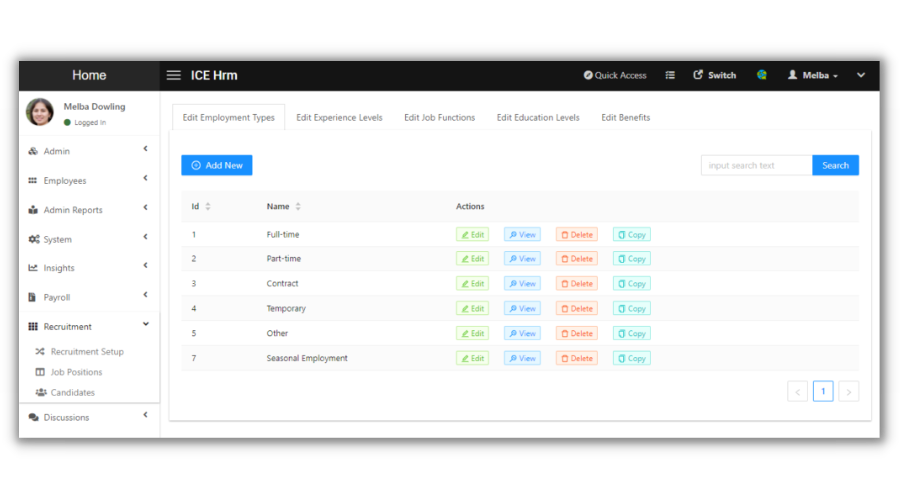 Home ICE Hrm Quick Access Switch Melba
Melba Dowling
Logged In
Admin
Employees
Admin Reports
System
Insights
Payroll
Recruitment
Recruitment Setup
Job Positions
Candidates
Discussions
Edit Employment Types Edit Experience Levels Edit Job Functions Edit Education Levels Edit Benefits
Add New input search text Search
Id Name Actions
1 Full-time Edit View Delete Copy
2 Part-time Edit View Delete Copy
3 Contract Edit View Delete Copy
4 Temporary Edit View Delete Copy
5 Other Edit View Delete Copy
7 Seasonal Employment Edit View Delete Copy
< 1 >